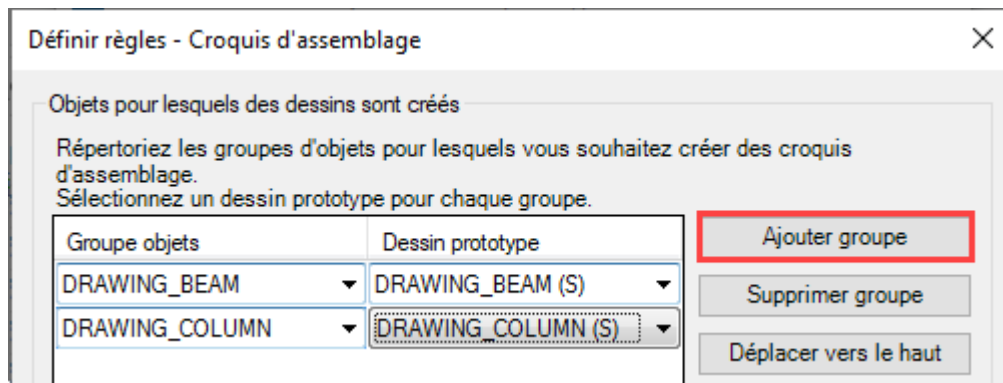 Définir règles - Croquis d'assemblage
Objets pour lesquels des dessins sont créés
Répertoriez les groupes d'objets pour lesquels vous souhaitez créer des croquis
d'assemblage.
Sélectionnez un dessin prototype pour chaque groupe.
Groupe objets Dessin prototype
Ajouter groupe
DRAWING_BEAM DRAWING_BEAM (S)
Supprimer groupe
DRAWING_COLUMN DRAWING_COLUMN (S)
Déplacer vers le haut